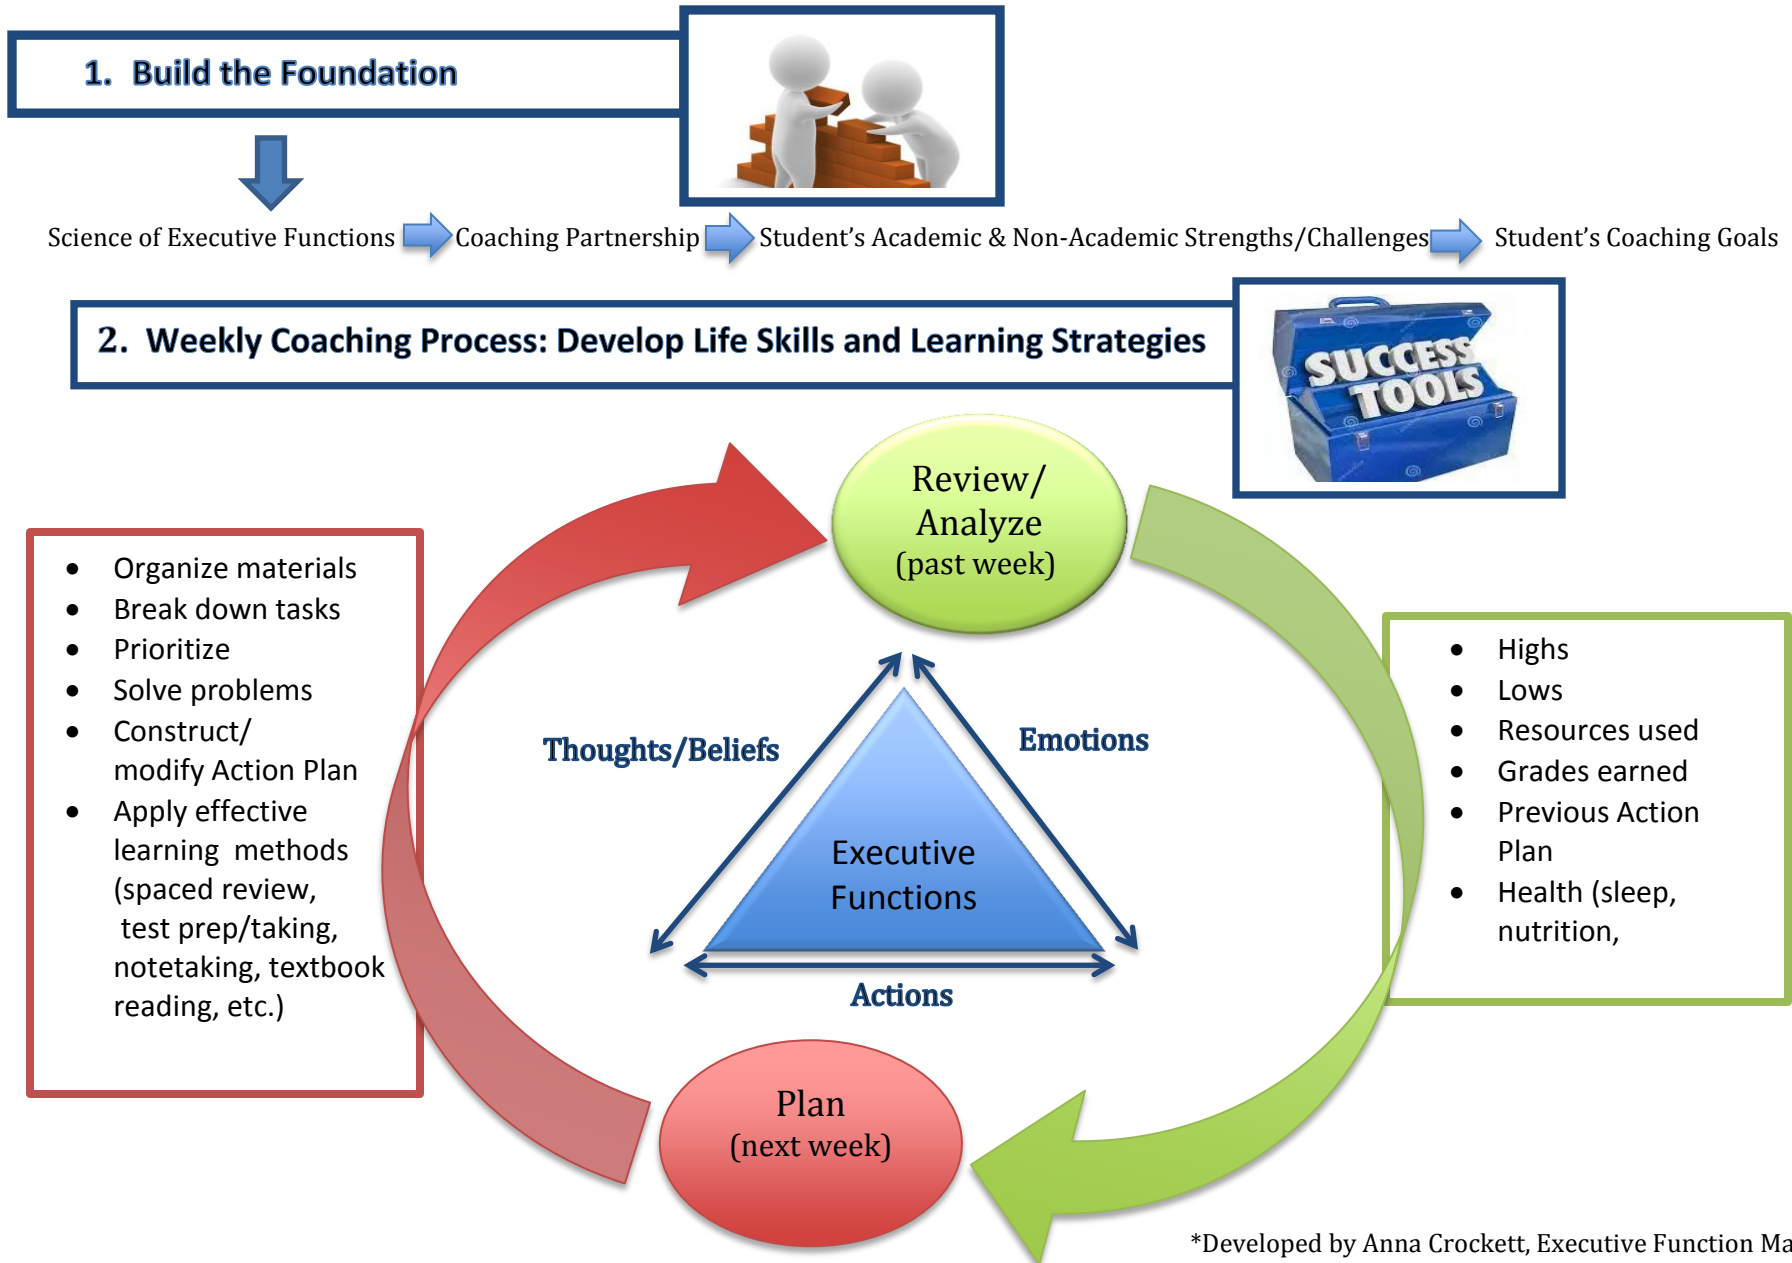 1. Build the Foundation
Science of Executive Functions
Coaching Partnership
Student’s Academic & Non-Academic Strengths/Challenges
Student’s Coaching Goals
2. Weekly Coaching Process: Develop Life Skills and Learning Strategies
SUCCESS
TOOLS
Review/
Analyze
(past week)
• Organize materials
• Break down tasks
• Prioritize
• Solve problems
• Construct/
modify Action Plan
• Apply effective
learning methods
(spaced review,
test prep/taking,
notetaking, textbook
reading, etc.)
Thoughts/Beliefs
Emotions
Executive
Functions
Actions
• Highs
• Lows
• Resources used
• Grades earned
• Previous Action
Plan
• Health (sleep,
nutrition,
Plan
(next week)
*Developed by Anna Crockett, Executive Function Ma